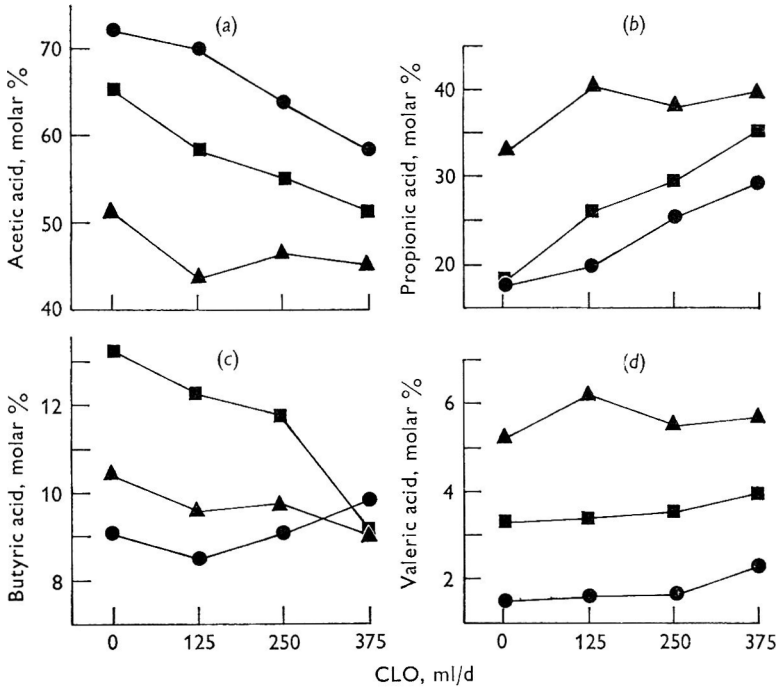 (a)
Acetic acid, molar %
70
60
50
40
(b)
Propionic acid, molar %
40
30
20
(c)
Butyric acid, molar %
12
10
8
0 125 250 375
(d)
Valeric acid, molar %
6
4
2
0 125 250 375
CLO, ml/d